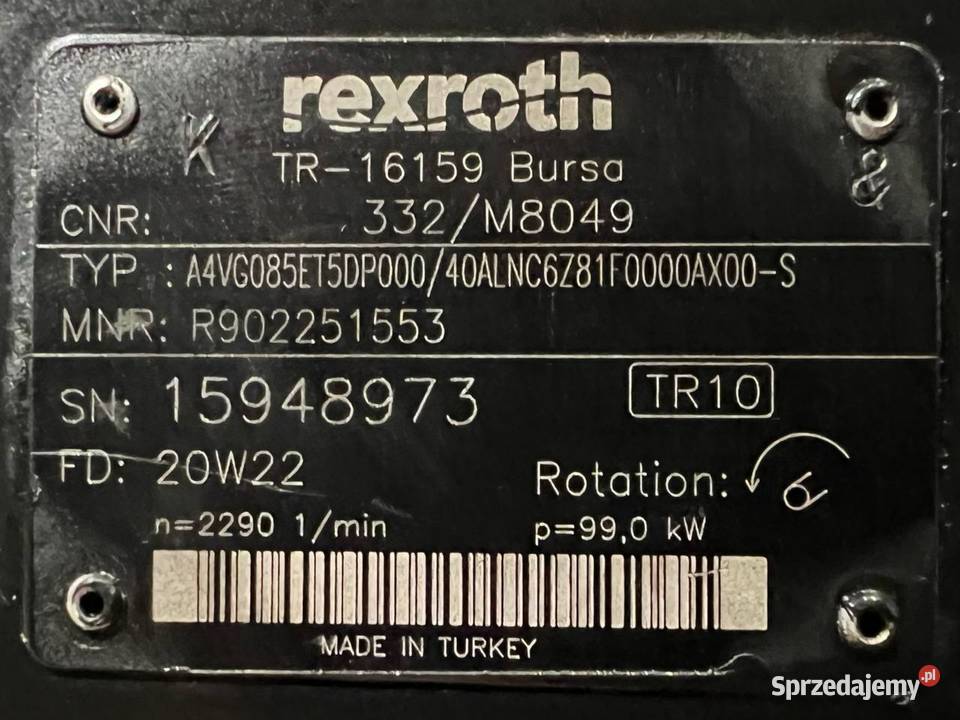 rexroth
K
TR-16159 Bursa
&
CNR: 332/M8049
TYP : A4VG085ET5DP000/40ALNC6Z81F0000AX00-S
MNR: R902251553
SN: 15948973 TR10
FD: 20W22
Rotation:
n=2290 1/min p=99,0 kW
MADE IN TURKEY
Sprzedajemy.pl